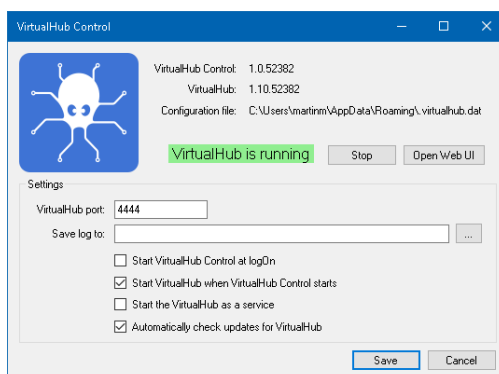 VirtualHub Control
VirtualHub Control: 1.0.52382
VirtualHub: 1.10.52382
Configuration file: C:\Users\martinm\AppData\Roaming\.virtualhub.dat
VirtualHub is running Stop Open Web UI
Settings
VirtualHub port: 4444
Save log to: ...
Start VirtualHub Control at logOn
Start VirtualHub when VirtualHub Control starts
Start the VirtualHub as a service
Automatically check updates for VirtualHub
Save Cancel